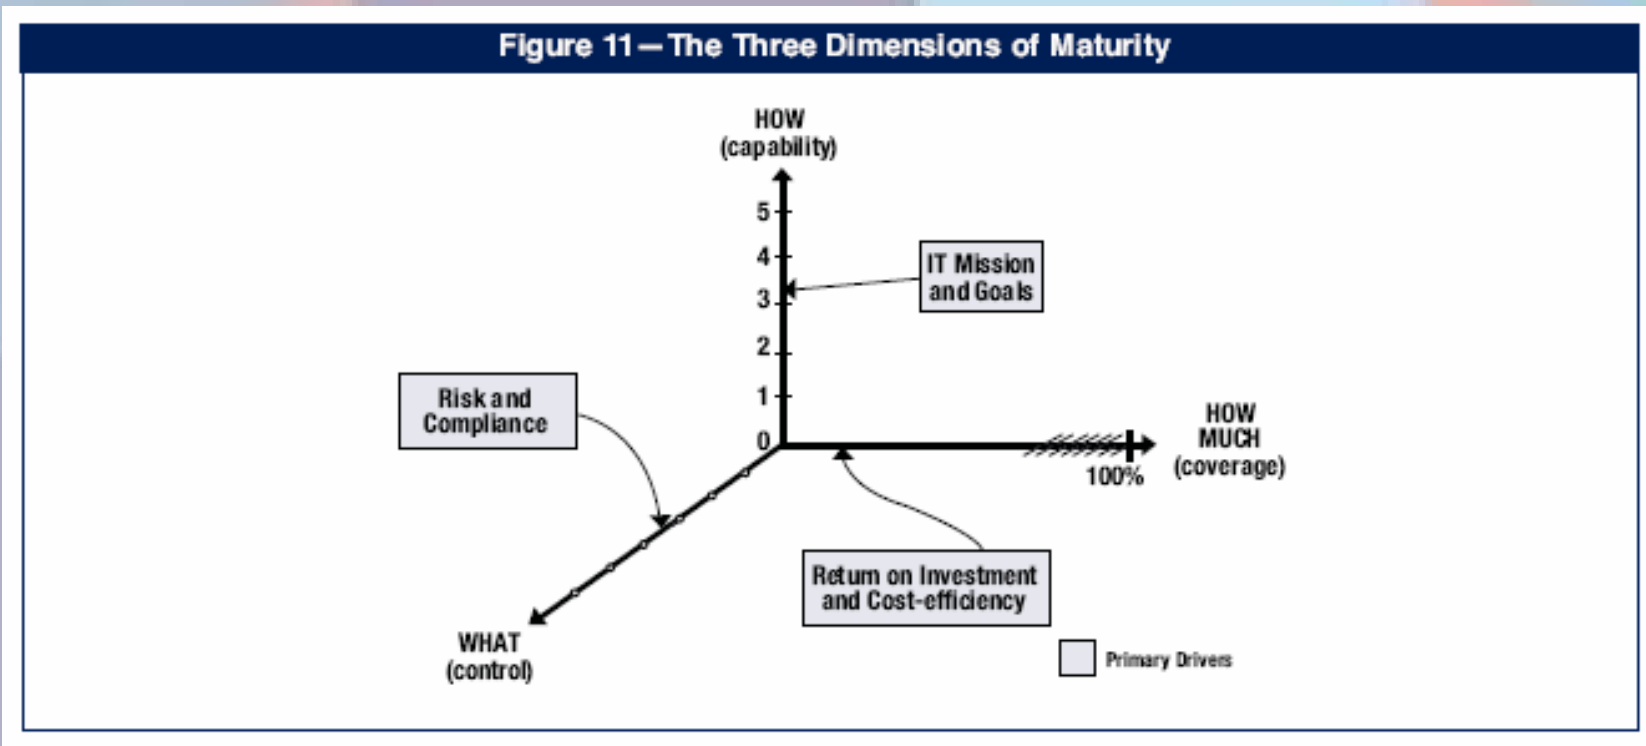 Figure 11—The Three Dimensions of Maturity
HOW
(capability)
5
4
3
2
1
0
IT Mission
and Goals
Risk and
Compliance
HOW
MUCH
(coverage)
100%
Return on Investment
and Cost-efficiency
WHAT
(control)
Primary Drivers